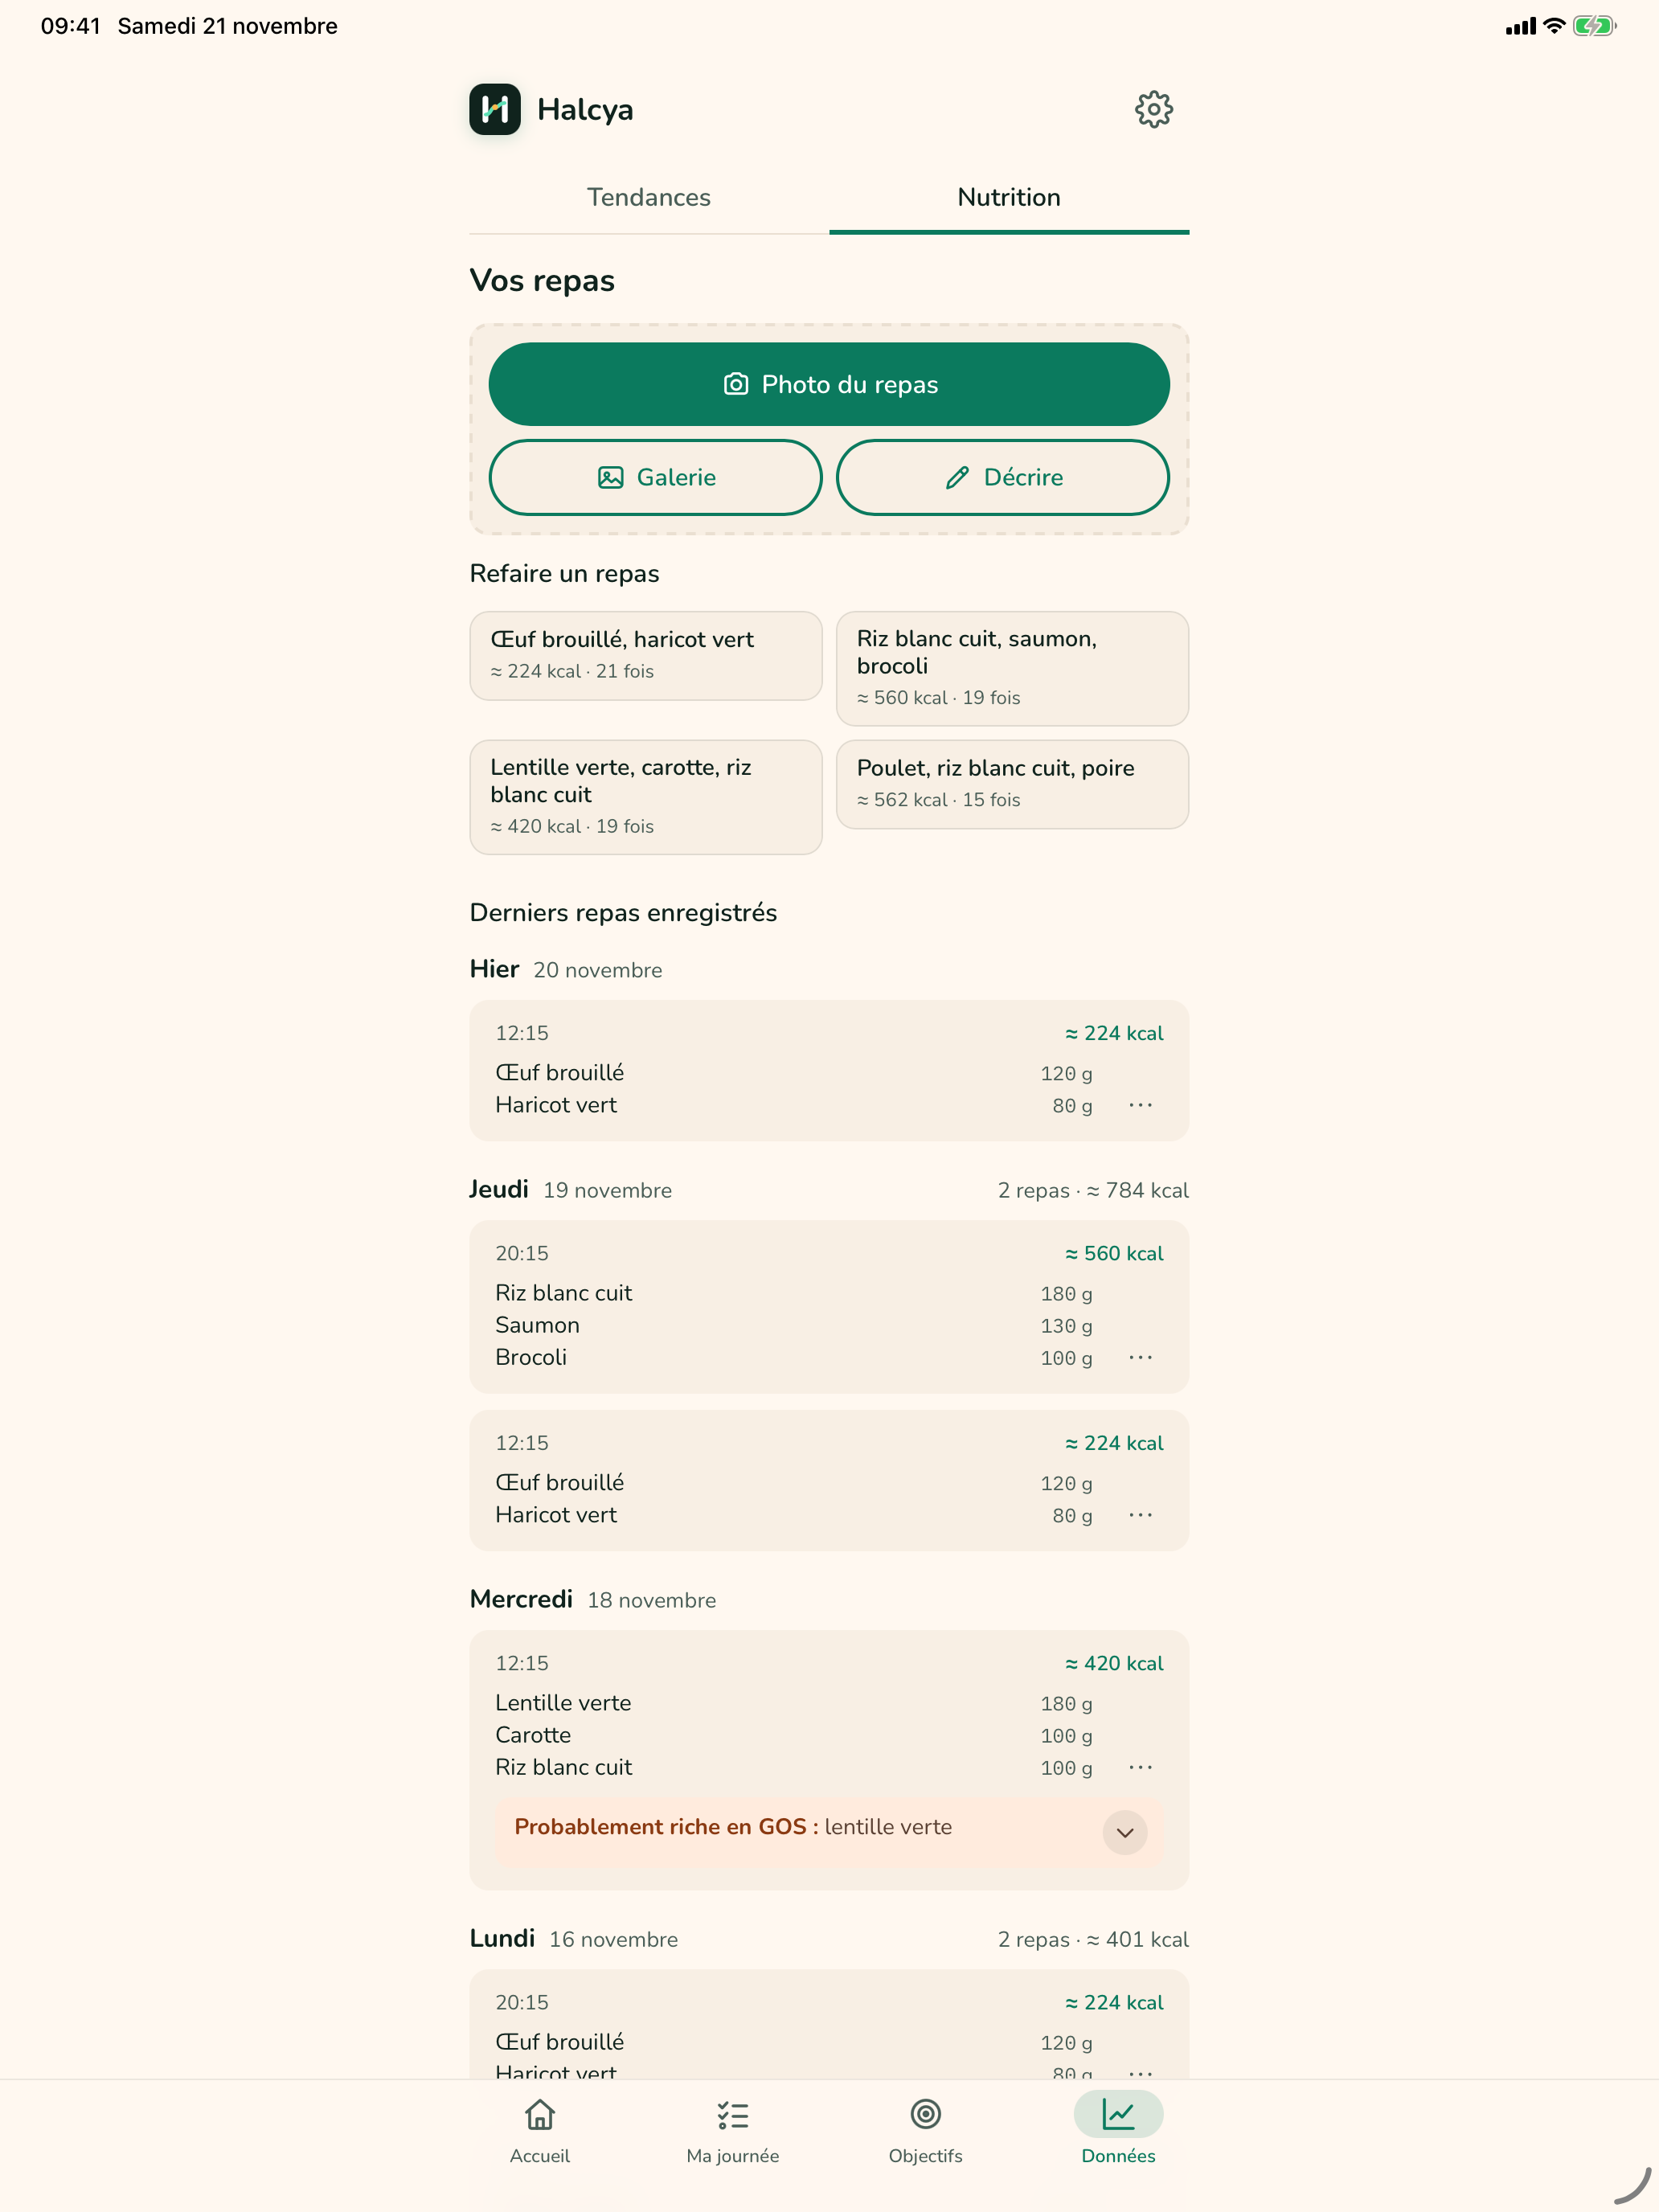 09:41 Samedi 21 novembre
Halcya
Tendances
Nutrition
Vos repas
Photo du repas
Galerie
Décrire
Refaire un repas
Œuf brouillé, haricot vert
≈ 224 kcal · 21 fois
Riz blanc cuit, saumon,
brocoli
≈ 560 kcal · 19 fois
Lentille verte, carotte, riz
blanc cuit
≈ 420 kcal · 19 fois
Poulet, riz blanc cuit, poire
≈ 562 kcal · 15 fois
Derniers repas enregistrés
Hier 20 novembre
12:15 ≈ 224 kcal
Œuf brouillé 120 g
Haricot vert 80 g
Jeudi 19 novembre 2 repas · ≈ 784 kcal
20:15 ≈ 560 kcal
Riz blanc cuit 180 g
Saumon 130 g
Brocoli 100 g
12:15 ≈ 224 kcal
Œuf brouillé 120 g
Haricot vert 80 g
Mercredi 18 novembre
12:15 ≈ 420 kcal
Lentille verte 180 g
Carotte 100 g
Riz blanc cuit 100 g
Probablement riche en GOS : lentille verte
Lundi 16 novembre 2 repas · ≈ 401 kcal
20:15 ≈ 224 kcal
Œuf brouillé 120 g
Haricot vert 80 g
Accueil
Ma journée
Objectifs
Données